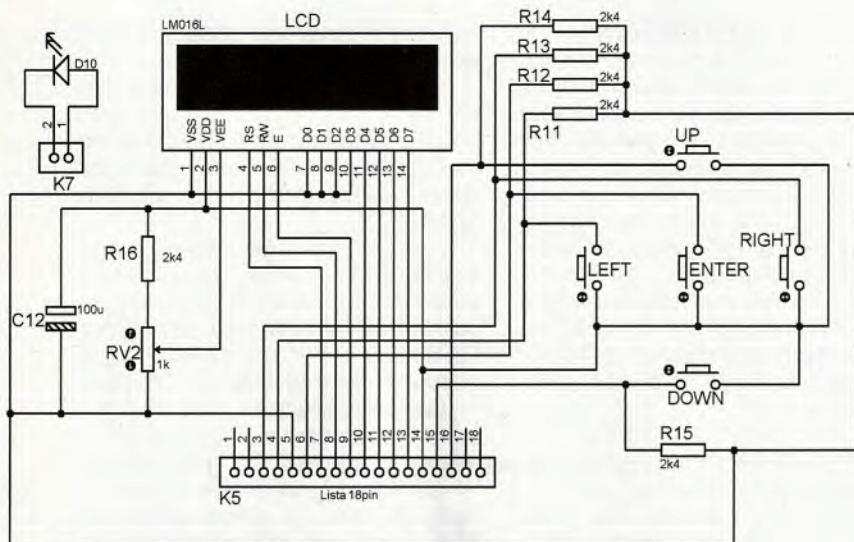 LCD
LM016L
VSS VDD VEE RS RW E D0 D1 D2 D3 D4 D5 D6 D7
1 2 3 4 5 6 7 8 9 10 11 12 13 14
D10
2 1
K7
R14 2k4
R13 2k4
R12 2k4
R11 2k4
UP
LEFT
ENTER
RIGHT
DOWN
R16 2k4
C12 100u
RV2 1k
R15 2k4
1 2 3 4 5 6 7 8 9 10 11 12 13 14 15 16 17 18
K5
Lista 18pin